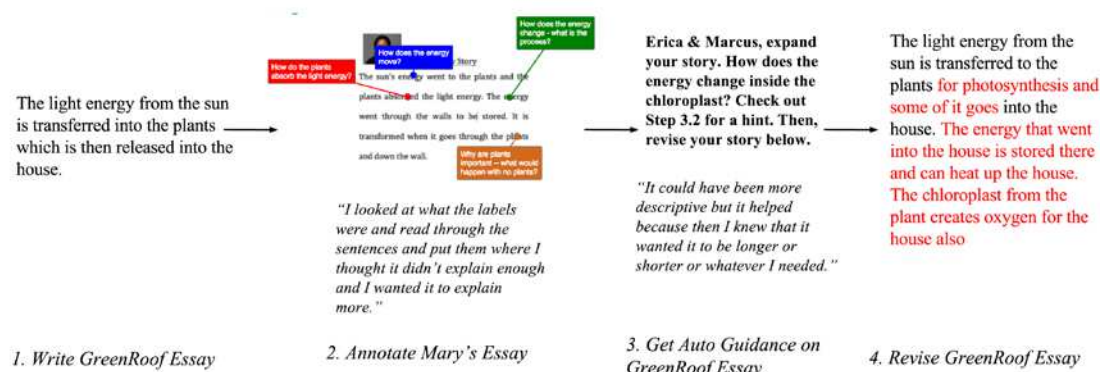 The light energy from the sun
is transferred into the plants
which is then released into the
house.
How does the energy
move?
How do the plants
absorb the light energy?
How does the energy
change - what is the
process?
Story
The sun's energy went to the plants and the
plants absorbed the light energy. The energy
went through the walls to be stored. It is
transformed when it goes through the plants
and down the wall.
Why are plants
important – what would
happen with no plants?
"I looked at what the labels
were and read through the
sentences and put them where I
thought it didn't explain enough
and I wanted it to explain
more."
Erica & Marcus, expand
your story. How does the
energy change inside the
chloroplast? Check out
Step 3.2 for a hint. Then,
revise your story below.
"It could have been more
descriptive but it helped
because then I knew that it
wanted it to be longer or
shorter or whatever I needed."
The light energy from the
sun is transferred to the
plants for photosynthesis and
some of it goes into the
house. The energy that went
into the house is stored there
and can heat up the house.
The chloroplast from the
plant creates oxygen for the
house also
1. Write GreenRoof Essay
2. Annotate Mary's Essay
3. Get Auto Guidance on
GreenRoof Essay
4. Revise GreenRoof Essay